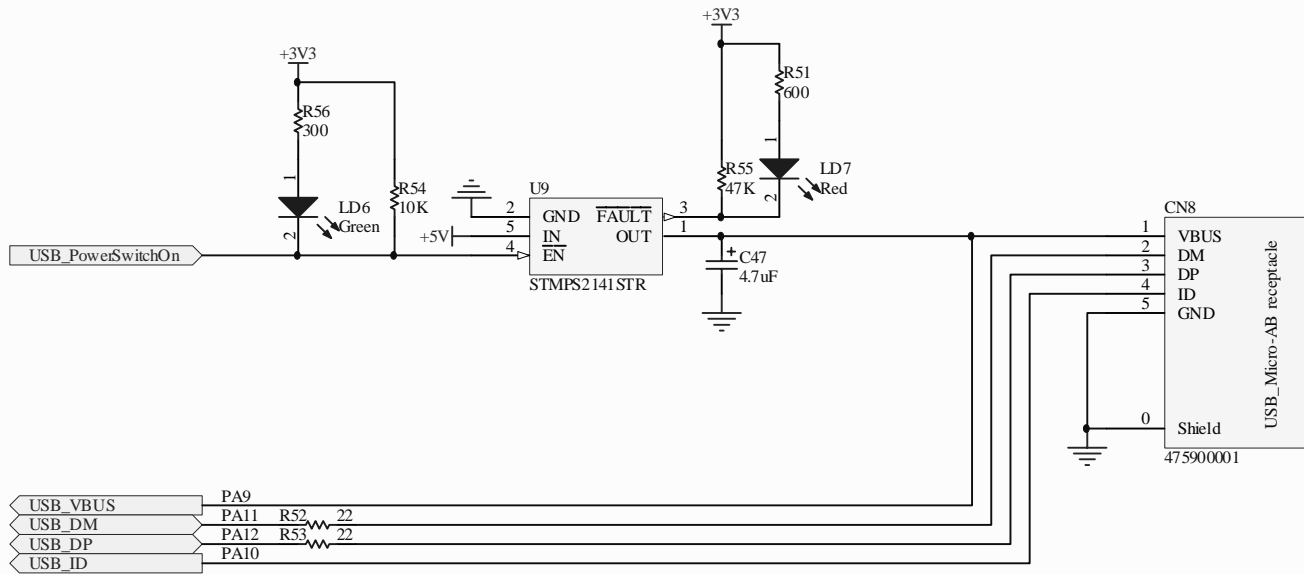 +3V3
+3V3
R51
600
R56
300
1
1
R55
47K
LD7
Red
2
R54
10K
LD6
Green
2
U9
2 GND FAULT 3
+5V 5 IN OUT 1
USB_PowerSwitchOn 4 EN
STMPS2141STR
+ C47
4.7uF
CN8
1 VBUS
2 DM
3 DP
4 ID
5 GND
0 Shield
USB_Micro-AB receptacle
475900001
USB_VBUS PA9
USB_DM PA11 R52 22
USB_DP PA12 R53 22
USB_ID PA10